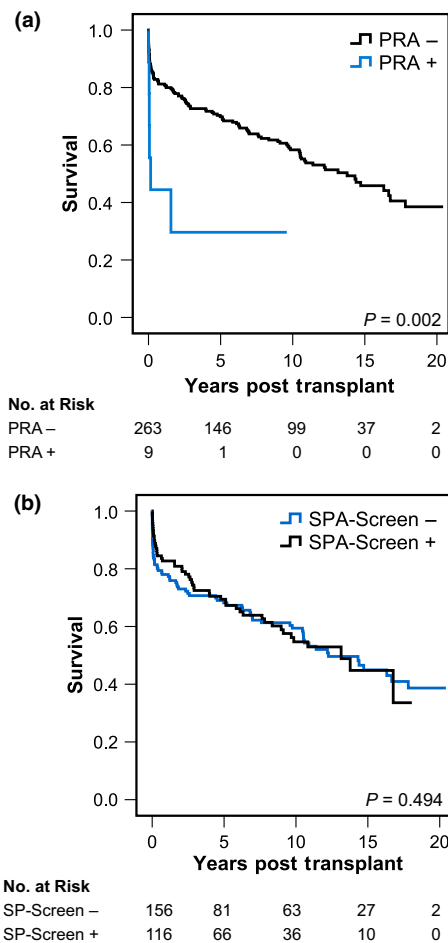 (a)
1.0
0.8
0.6
0.4
0.2
0.0
Survival
PRA –
PRA +
P = 0.002
0 5 10 15 20
Years post transplant
No. at Risk
PRA – 263 146 99 37 2
PRA + 9 1 0 0 0
(b)
1.0
0.8
0.6
0.4
0.2
0.0
Survival
SPA-Screen –
SPA-Screen +
P = 0.494
0 5 10 15 20
Years post transplant
No. at Risk
SP-Screen – 156 81 63 27 2
SP-Screen + 116 66 36 10 0